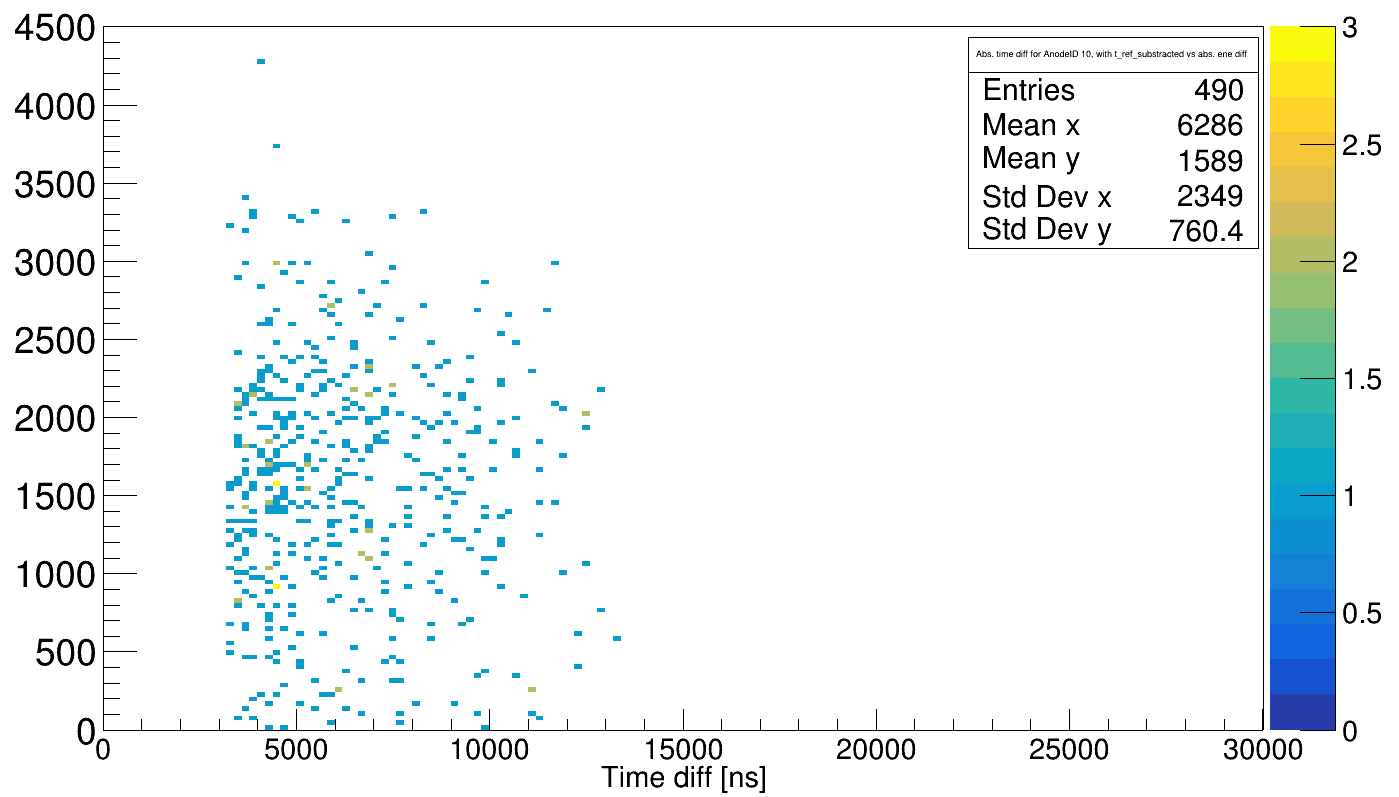 4500
4000
3500
3000
2500
2000
1500
1000
500
0
0 5000 10000 15000 20000 25000 30000
Time diff [ns]
Abs. time diff for AnodeID 10, with t_ref_substracted vs abs. ene diff
Entries 490
Mean x 6286
Mean y 1589
Std Dev x 2349
Std Dev y 760.4
3
2.5
2
1.5
1
0.5
0